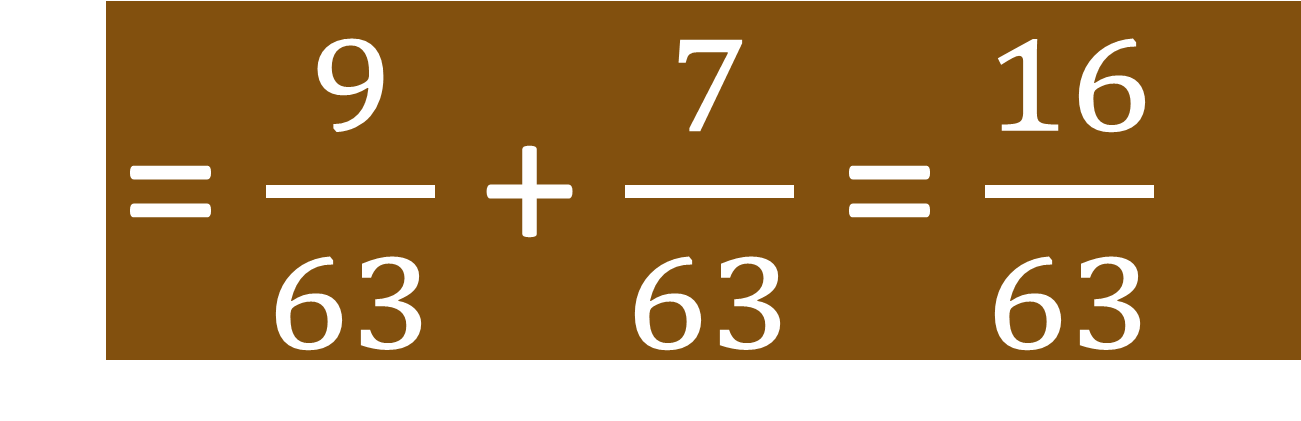 = 9/63 + 7/63 = 16/63